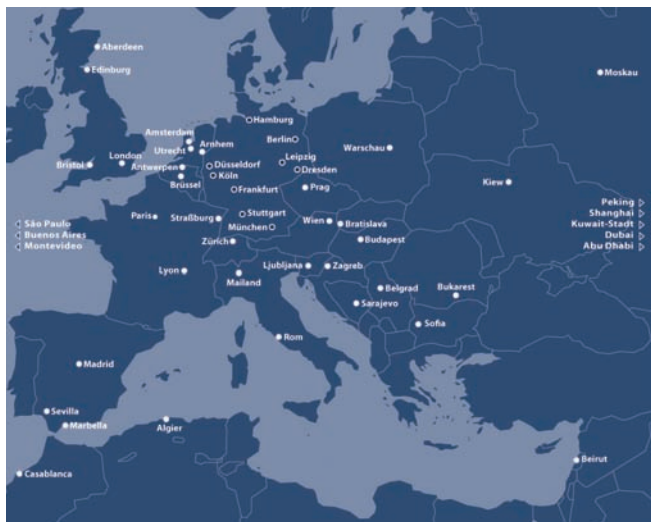 Aberdeen
Edinburg
Moskau
Hamburg
Amsterdam
Berlin
Utrecht
Arnhem
Warschau
London
Leipzig
Bristol
Antwerpen
Düsseldorf
Dresden
Brüssel
Köln
Kiew
Frankfurt
Prag
Peking
Paris
Straßburg
Stuttgart
Shanghai
São Paulo
Wien
Bratislava
Kuwait-Stadt
Buenos Aires
München
Dubai
Montevideo
Zürich
Budapest
Abu Dhabi
Lyon
Mailand
Ljubljana
Zagreb
Belgrad
Bukarest
Sarajevo
Sofia
Rom
Madrid
Sevilla
Marbella
Algier
Beirut
Casablanca